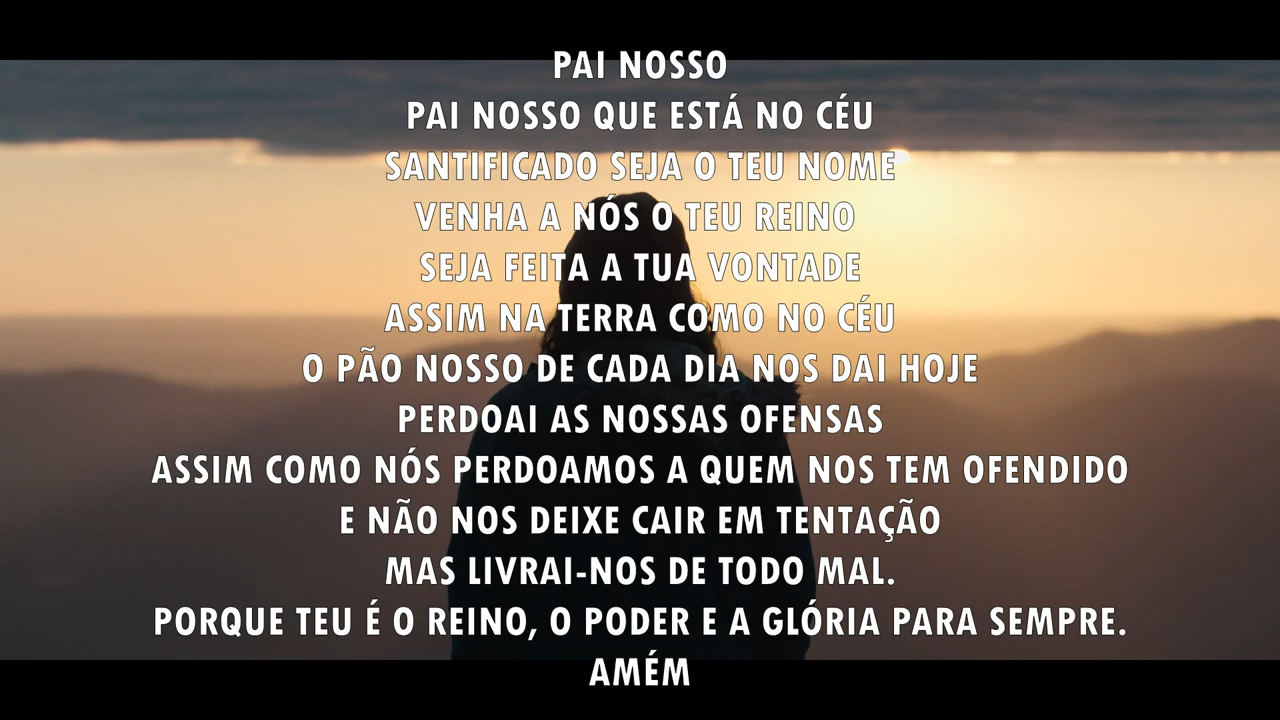 PAI NOSSO
PAI NOSSO QUE ESTÁ NO CÉU
SANTIFICADO SEJA O TEU NOME
VENHA A NÓS O TEU REINO
SEJA FEITA A TUA VONTADE
ASSIM NA TERRA COMO NO CÉU
O PÃO NOSSO DE CADA DIA NOS DAI HOJE
PERDOAI AS NOSSAS OFENSAS
ASSIM COMO NÓS PERDOAMOS A QUEM NOS TEM OFENDIDO
E NÃO NOS DEIXE CAIR EM TENTAÇÃO
MAS LIVRAI-NOS DE TODO MAL.
PORQUE TEU É O REINO, O PODER E A GLÓRIA PARA SEMPRE.
AMÉM